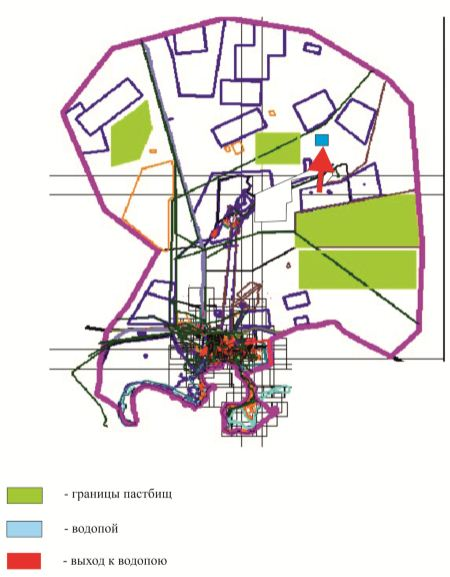 - границы пастбищ
- водопой
- выход к водопою